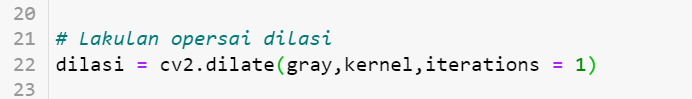 20
21 # Lakulan opersai dilasi
22 dilasi = cv2.dilate(gray,kernel,iterations = 1)
23